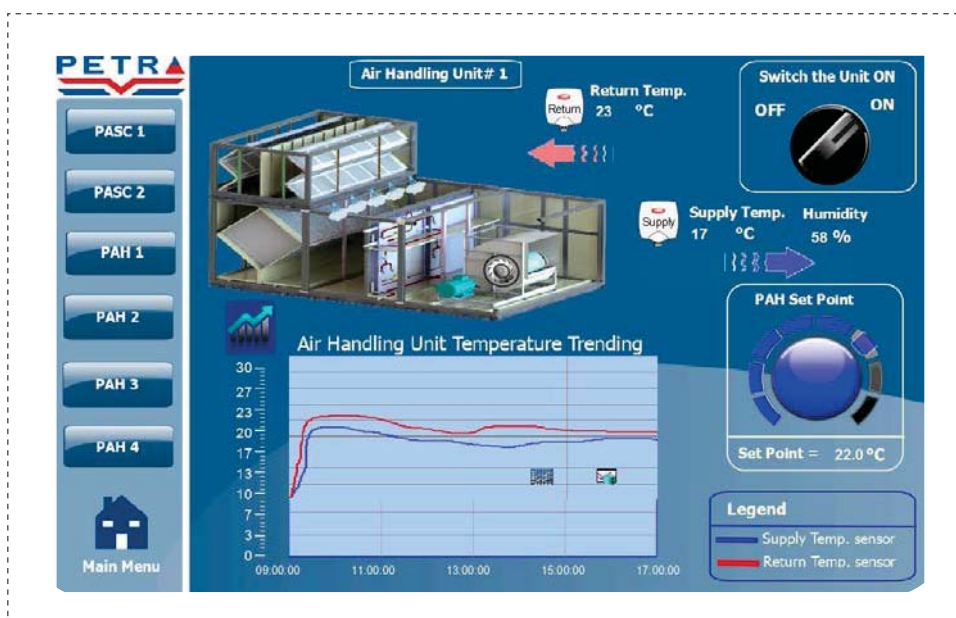 PETRA
Air Handling Unit# 1
Switch the Unit ON
OFF
ON
Return Temp.
Return
23 °C
PASC 1
PASC 2
PAH 1
PAH 2
PAH 3
PAH 4
Main Menu
Supply Temp.
Humidity
Supply
17 °C
58 %
PAH Set Point
Set Point = 22.0 °C
Air Handling Unit Temperature Trending
30
27
23
20
17
13
10
7
3
0
09:00:00
11:00:00
13:00:00
15:00:00
17:00:00
Legend
Supply Temp. sensor
Return Temp. sensor